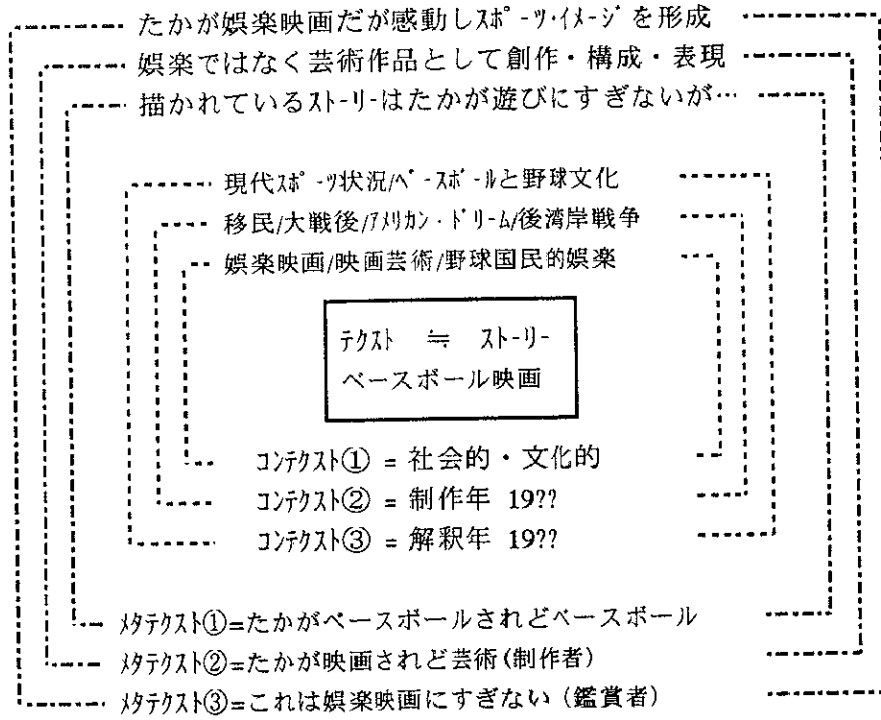 たかが娯楽映画だが感動しｽﾎﾟｰﾂ･ｲﾒｰｼﾞを形成
娯楽ではなく芸術作品として創作・構成・表現
描かれているｽﾄｰﾘｰはたかが遊びにすぎないが…
現代ｽﾎﾟｰﾂ状況/ﾍﾞｰｽﾎﾞｰﾙと野球文化
移民/大戦後/ｱﾒﾘｶﾝ・ﾄﾞﾘｰﾑ/後湾岸戦争
娯楽映画/映画芸術/野球国民的娯楽
ﾃｸｽﾄ ≒ ｽﾄｰﾘｰ
ベースボール映画
ｺﾝﾃｸｽﾄ① = 社会的・文化的
ｺﾝﾃｸｽﾄ② = 制作年 19??
ｺﾝﾃｸｽﾄ③ = 解釈年 19??
ﾒﾀﾃｸｽﾄ①=たかがベースボールされどベースボール
ﾒﾀﾃｸｽﾄ②=たかが映画されど芸術(制作者)
ﾒﾀﾃｸｽﾄ③=これは娯楽映画にすぎない（鑑賞者）